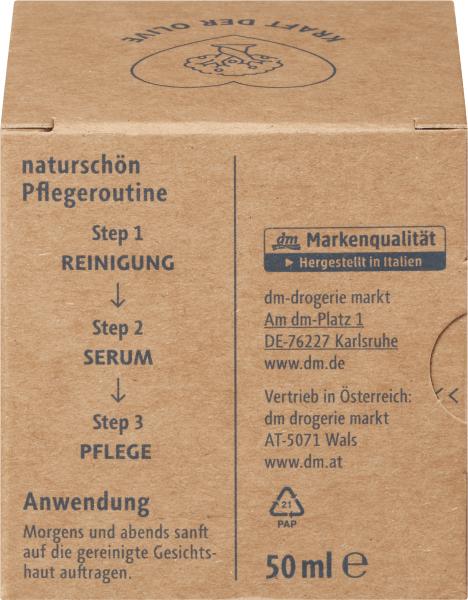 KRAFT DER OLIVE
naturschön
Pflegeroutine
Step 1
REINIGUNG
Step 2
SERUM
Step 3
PFLEGE
Anwendung
Morgens und abends sanft
auf die gereinigte Gesichts-
haut auftragen.
dm Markenqualität
Hergestellt in Italien
dm-drogerie markt
Am dm-Platz 1
DE-76227 Karlsruhe
www.dm.de
Vertrieb in Österreich:
dm drogerie markt
AT-5071 Wals
www.dm.at
21
PAP
50 ml ℮